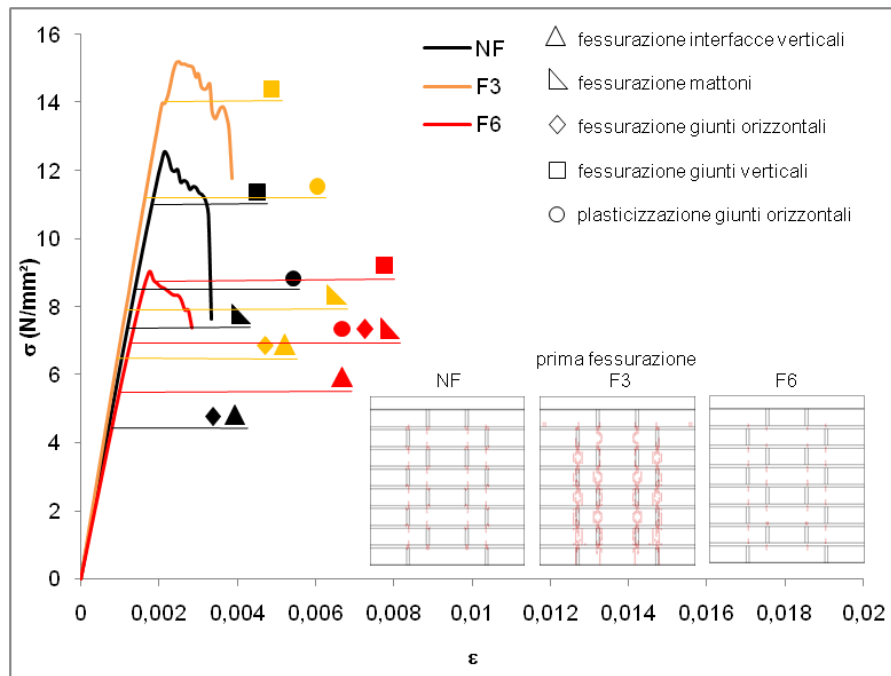 16
14
12
10
8
6
4
2
0
σ (N/mm²)
NF
F3
F6
fessurazione interfacce verticali
fessurazione mattoni
fessurazione giunti orizzontali
fessurazione giunti verticali
plasticizzazione giunti orizzontali
prima fessurazione
NF F3 F6
0 0,002 0,004 0,006 0,008 0,01 0,012 0,014 0,016 0,018 0,02
ε